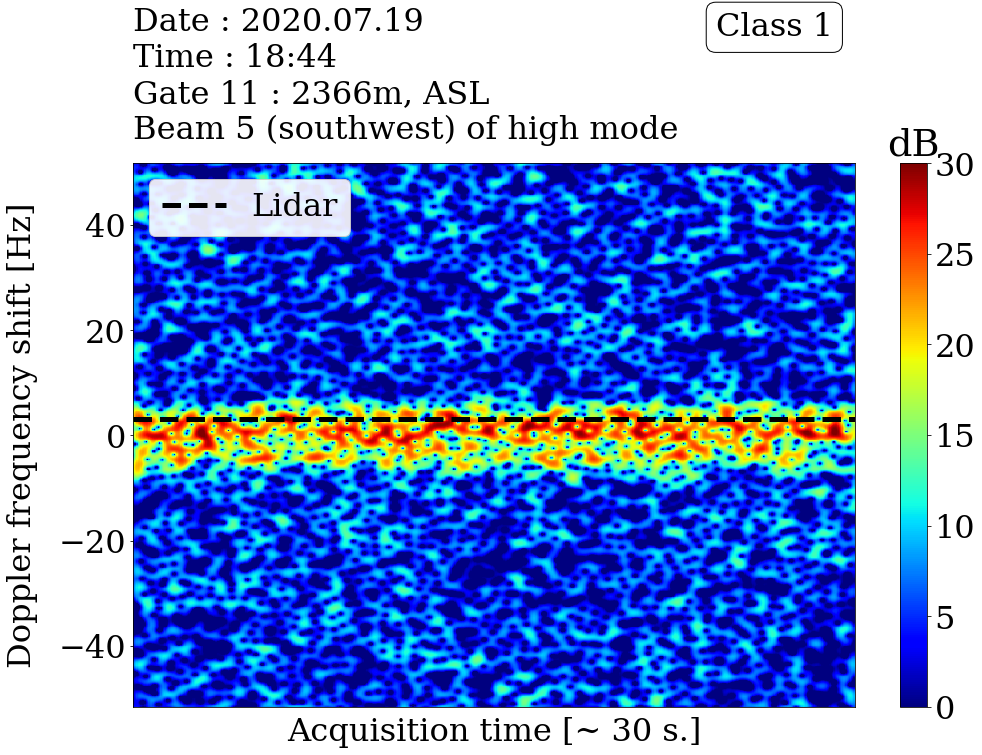 Date : 2020.07.19
Time : 18:44
Gate 11 : 2366m, ASL
Beam 5 (southwest) of high mode
Class 1
dB
Lidar
Doppler frequency shift [Hz]
40
20
0
−20
−40
Acquisition time [~ 30 s.]
30
25
20
15
10
5
0